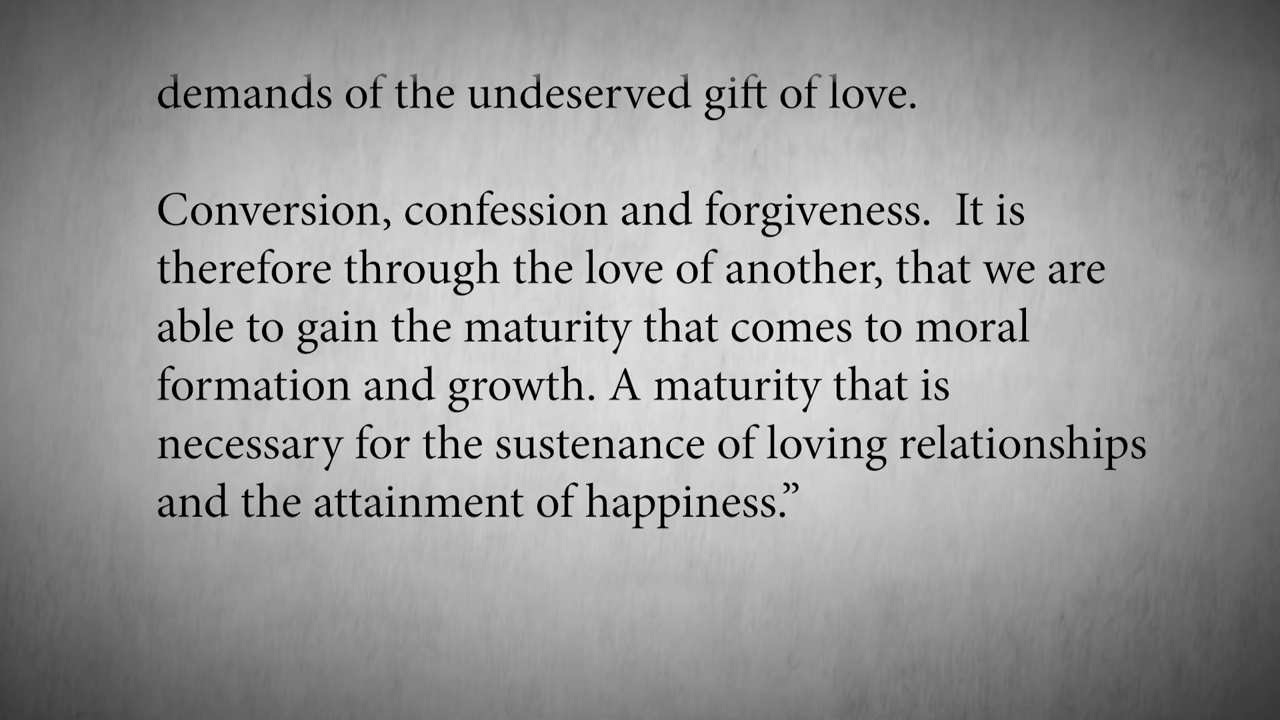 demands of the undeserved gift of love.
Conversion, confession and forgiveness.  It is
therefore through the love of another, that we are
able to gain the maturity that comes to moral
formation and growth. A maturity that is
necessary for the sustenance of loving relationships
and the attainment of happiness.”